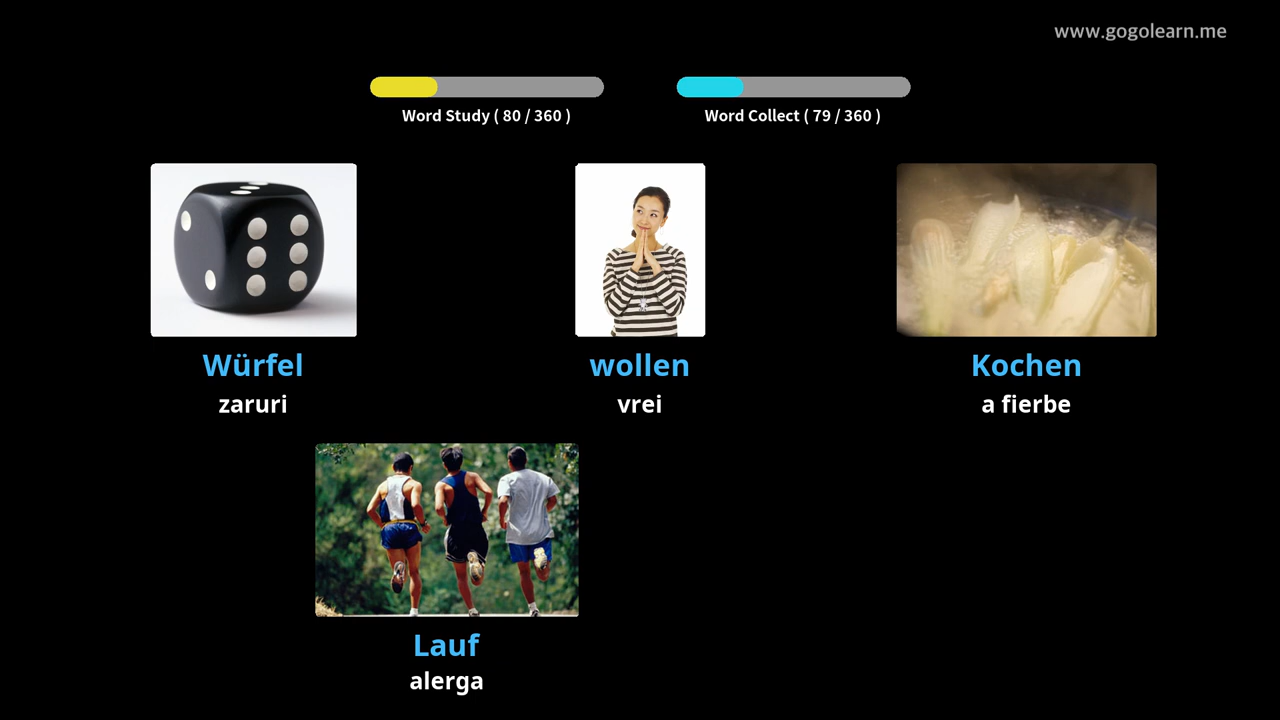 www.gogolearn.me
Word Study ( 80 / 360 )
Word Collect ( 79 / 360 )
Würfel
zaruri
wollen
vrei
Kochen
a fierbe
Lauf
alerga